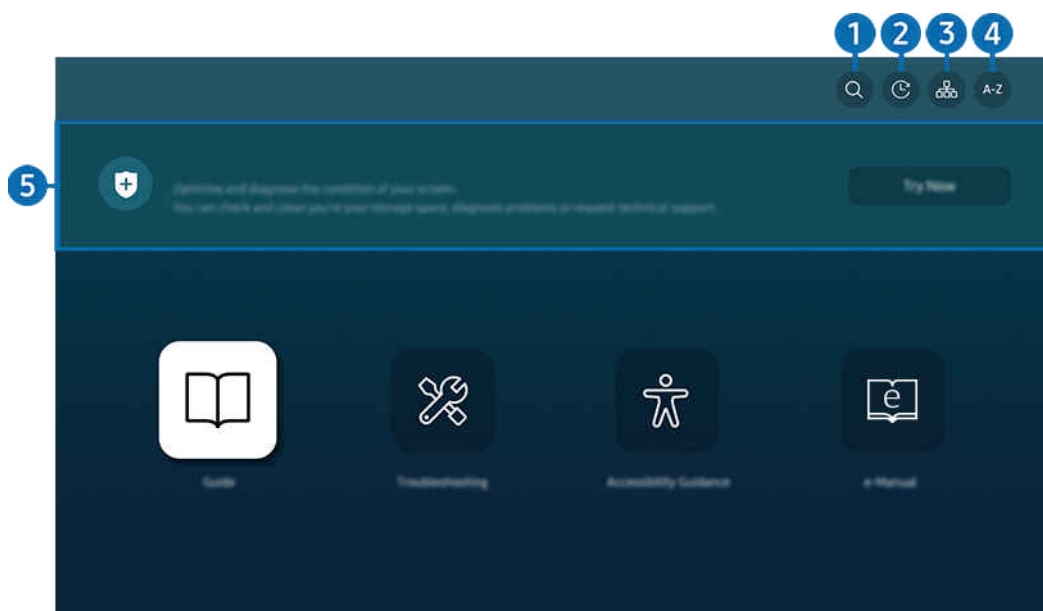 1 2 3 4
A-Z
5
Optimize and diagnose the condition of your screen.
Try Now
You can check and clean you're your storage space, diagnose problems or request technical support.
e
Guide
Troubleshooting
Accessibility Guidance
e-Manual